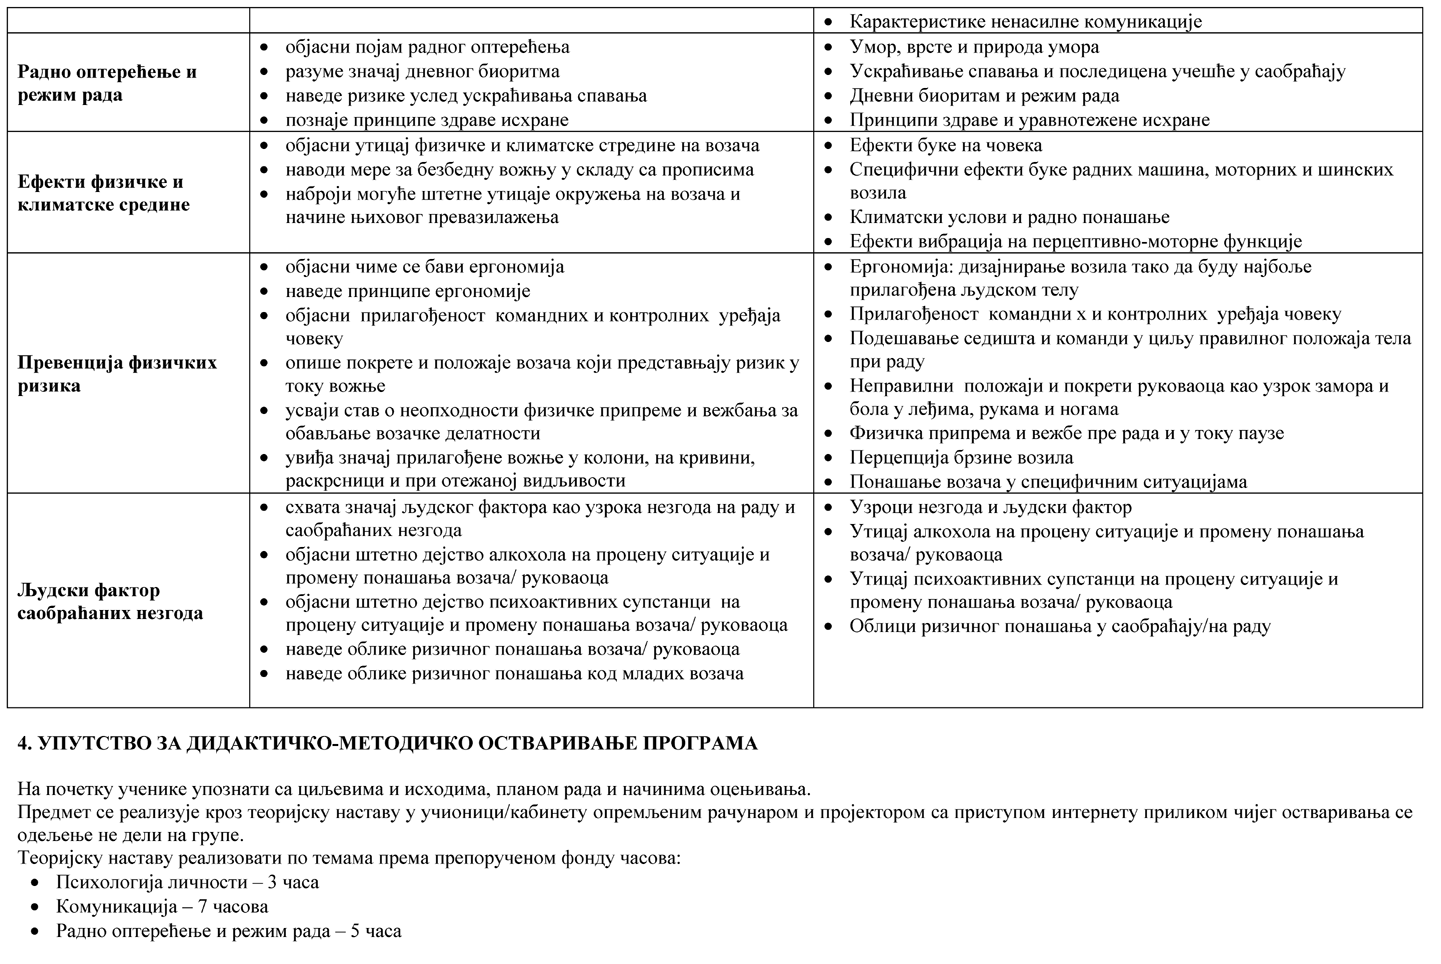 • Карактеристике ненасилне комуникације
Радно оптерећење и
режим рада
• објасни појам радног оптерећења
• разуме значај дневног биоритма
• наведе ризике услед ускраћивања спавања
• познаје принципе здраве исхране
• Умор, врсте и природа умора
• Ускраћивање спавања и последицена учешће у саобраћају
• Дневни биоритам и режим рада
• Принципи здраве и уравнотежене исхране
Ефекти физичке и
климатске средине
• објасни утицај физичке и климатске стредине на возача
• наводи мере за безбедну вожњу у складу са прописима
• наброји могуће штетне утицаје окружења на возача и
начине њиховог превазилажења
• Ефекти буке на човека
• Специфични ефекти буке радних машина, моторних и шинских
возила
• Климатски услови и радно понашање
• Ефекти вибрација на перцептивно-моторне функције
Превенција физичких
ризика
• објасни чиме се бави ергономија
• наведе принципе ергономије
• објасни прилагођеност командних и контролних уређаја
човеку
• опише покрете и положаје возача који представњају ризик у
току вожње
• усваји став о неопходности физичке припреме и вежбања за
обављање возачке делатности
• увиђа значај прилагођене вожње у колони, на кривини,
раскрсници и при отежаној видљивости
• Ергономија: дизајнирање возила тако да буду најбоље
прилагођена људском телу
• Прилагођеност командни х и контролних уређаја човеку
• Подешавање седишта и команди у циљу правилног положаја тела
при раду
• Неправилни положаји и покрети руковаоца као узрок замора и
бола у леђима, рукама и ногама
• Физичка припрема и вежбе пре рада и у току паузе
• Перцепција брзине возила
• Понашање возача у специфичним ситуацијама
Људски фактор
саобраћаних незгода
• схвата значај људског фактора као узрока незгода на раду и
саобраћаних незгода
• објасни штетно дејство алкохола на процену ситуације и
промену понашања возача/ руковаоца
• објасни штетно дејство психоактивних супстанци на
процену ситуације и промену понашања возача/ руковаоца
• наведе облике ризичног понашања возача/ руковаоца
• наведе облике ризичног понашања код младих возача
• Узроци незгода и људски фактор
• Утицај алкохола на процену ситуације и промену понашања
возача/ руковаоца
• Утицај психоактивних супстанци на процену ситуације и
промену понашања возача/ руковаоца
• Облици ризичног понашања у саобраћају/на раду
4. УПУТСТВО ЗА ДИДАКТИЧКО-МЕТОДИЧКО ОСТВАРИВАЊЕ ПРОГРАМА
На почетку ученике упознати са циљевима и исходима, планом рада и начинима оцењивања.
Предмет се реализује кроз теоријску наставу у учионици/кабинету опремљеним рачунаром и пројектором са приступом интернету приликом чијег остваривања се
одељење не дели на групе.
Теоријску наставу реализовати по темама према препорученом фонду часова:
• Психологија личности – 3 часа
• Комуникација – 7 часова
• Радно оптерећење и режим рада – 5 часа